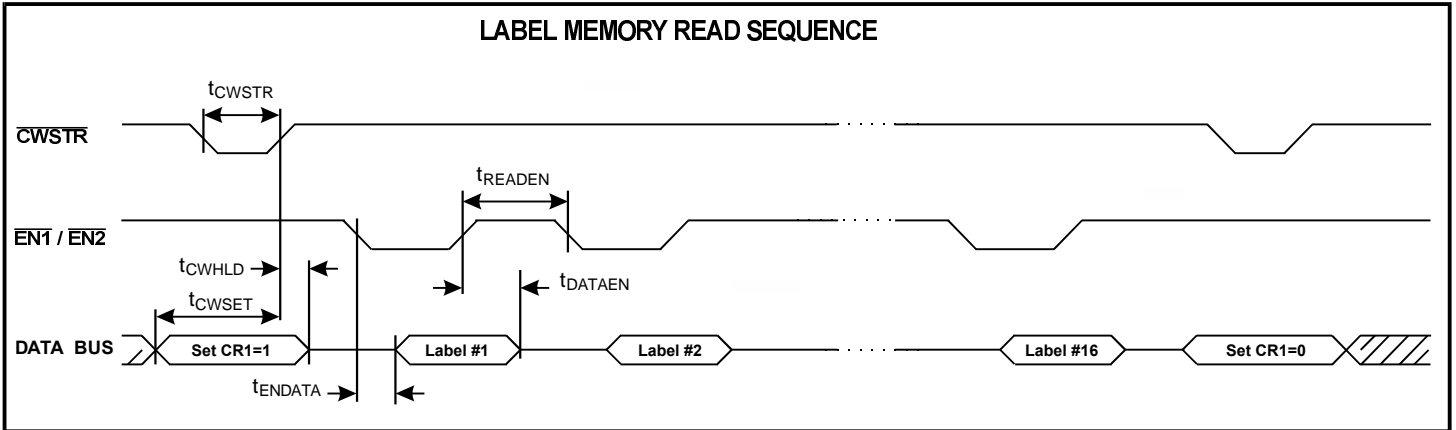 LABEL MEMORY READ SEQUENCE
tCWSTR
CWSTR
tREADEN
EN1 / EN2
tCWHLD
tDATAEN
tCWSET
DATA BUS Set CR1=1 Label #1 Label #2 Label #16 Set CR1=0
tENDATA